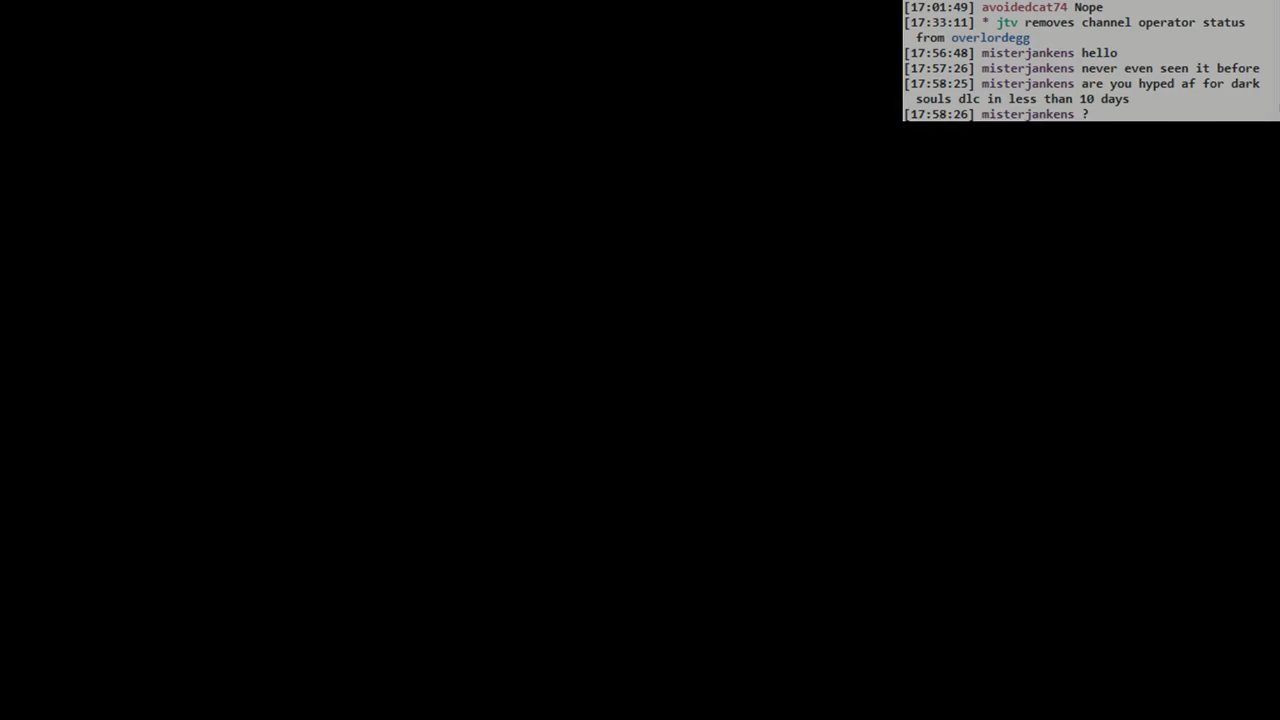 [17:01:49] avoidedcat74 Nope
[17:33:11] * jtv removes channel operator status
from overlordegg
[17:56:48] misterjankens hello
[17:57:26] misterjankens never even seen it before
[17:58:25] misterjankens are you hyped af for dark
souls dlc in less than 10 days
[17:58:26] misterjankens ?